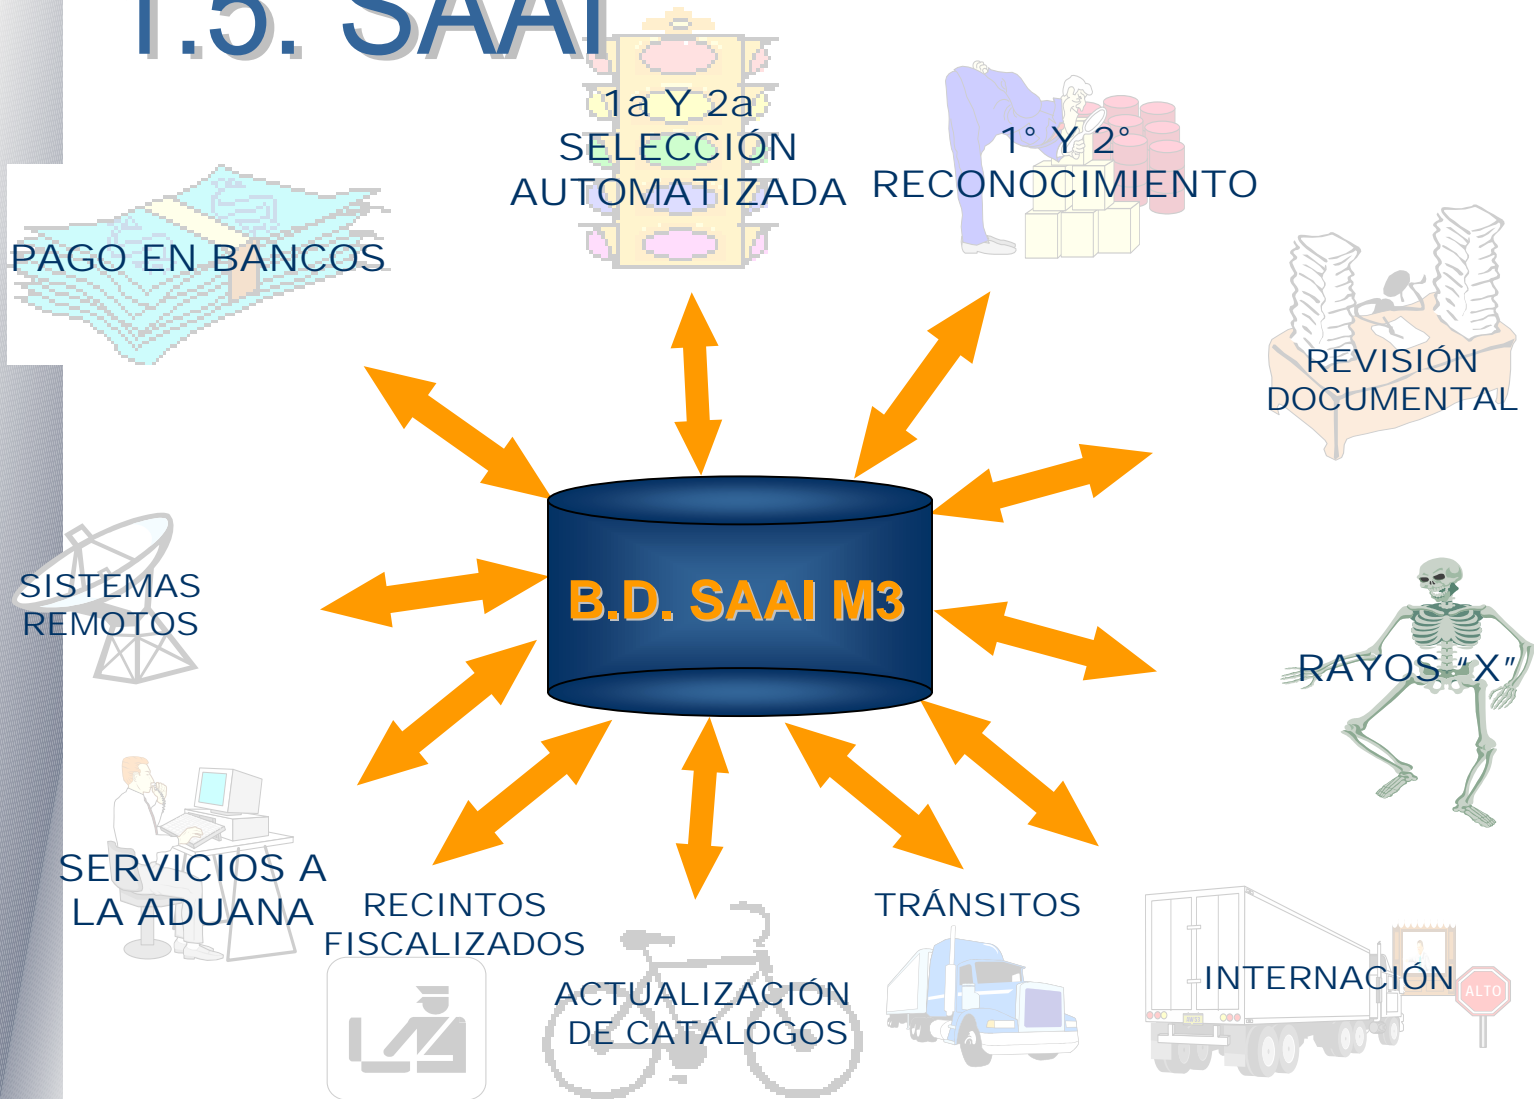 1.5. SAAI
1a Y 2a
SELECCIÓN
AUTOMATIZADA
1° Y 2°
RECONOCIMIENTO
PAGO EN BANCOS
REVISIÓN
DOCUMENTAL
B.D. SAAI M3
SISTEMAS
REMOTOS
RAYOS “X”
SERVICIOS A
LA ADUANA
RECINTOS
FISCALIZADOS
ACTUALIZACIÓN
DE CATÁLOGOS
TRÁNSITOS
INTERNACIÓN
ALTO